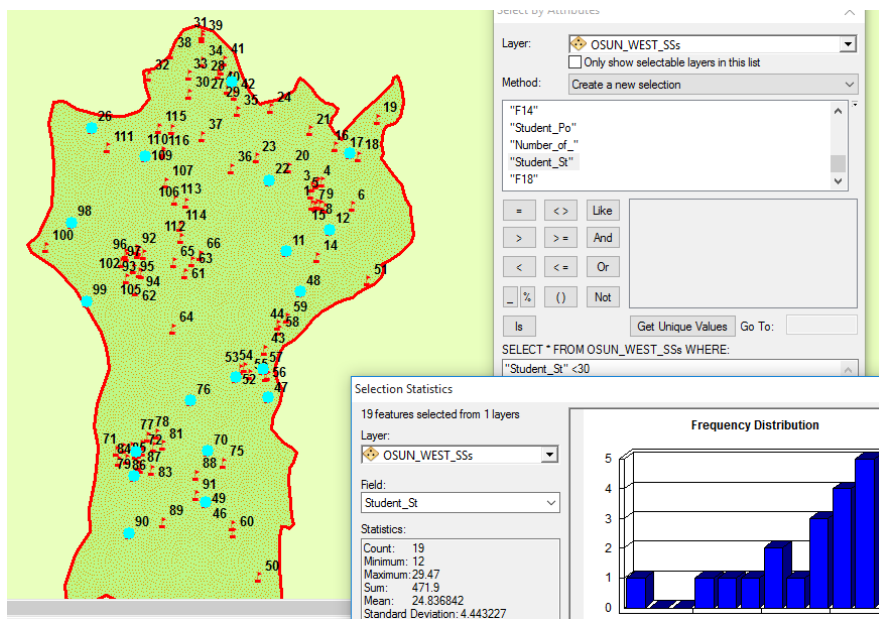 31 39
38 34 41
32 33 28
40
30 27 42
29
35 24
26 115 21 19
111 110 116 37 16 17 18
109 23
36 20
22 3 4
107 5
106 113 1 79 6
98 114 15 8 12
112
100 96 92 66 11 14
97 65 63
102 93 95 61
94 48 51
99 105 62
59
64 44 58
43
53 54 57
52 56
76 47
77 78
71 72 81 70
84 75
79 86 87 88
83
91
49
90 89 46 60
50
Select By Attributes
Layer: OSUN_WEST_SSs
Only show selectable layers in this list
Method: Create a new selection
"F14"
"Student_Po"
"Number_of_"
"Student_St"
"F18"
= < > Like
> > = And
< < = Or
_ % ( ) Not
Is Get Unique Values Go To:
SELECT * FROM OSUN_WEST_SSs WHERE:
"Student_St" <30
Selection Statistics
19 features selected from 1 layers
Layer:
OSUN_WEST_SSs
Field:
Student_St
Statistics:
Count: 19
Minimum: 12
Maximum: 29.47
Sum: 471.9
Mean: 24.836842
Standard Deviation: 4.443227
Frequency Distribution
5
4
3
2
1
0